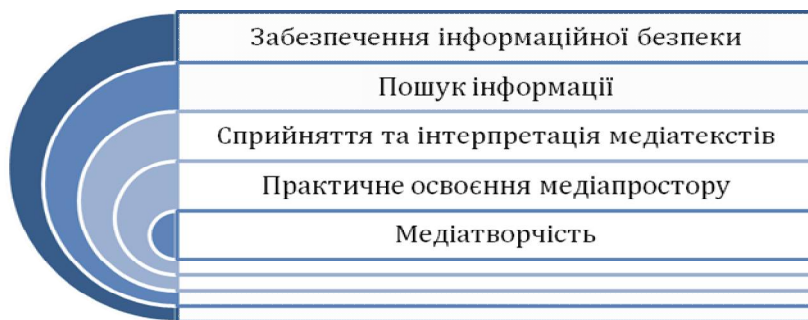 Забезпечення інформаційної безпеки
Пошук інформації
Сприйняття та інтерпретація медіатекстів
Практичне освоєння медіапростору
Медіатворчість